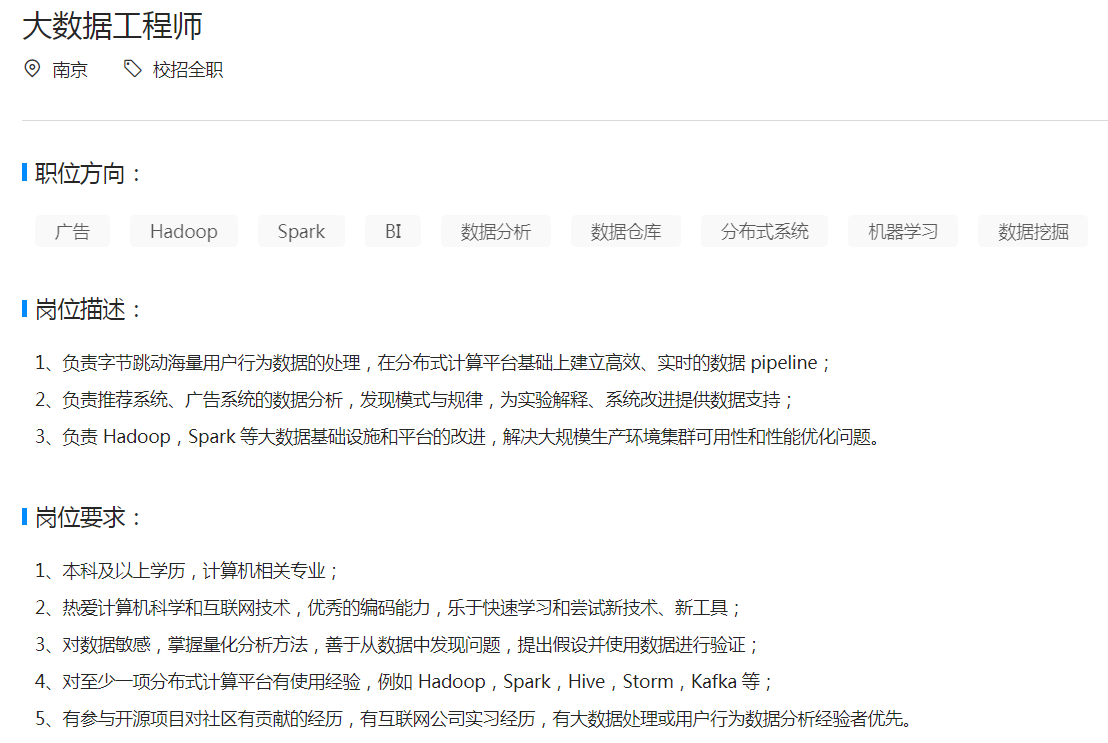 大数据工程师
南京 校招全职
职位方向：
广告 Hadoop Spark BI 数据分析 数据仓库 分布式系统 机器学习 数据挖掘
岗位描述：
1、负责字节跳动海量用户行为数据的处理，在分布式计算平台基础上建立高效、实时的数据 pipeline；
2、负责推荐系统、广告系统的数据分析，发现模式与规律，为实验解释、系统改进提供数据支持；
3、负责 Hadoop，Spark 等大数据基础设施和平台的改进，解决大规模生产环境集群可用性和性能优化问题。
岗位要求：
1、本科及以上学历，计算机相关专业；
2、热爱计算机科学和互联网技术，优秀的编码能力，乐于快速学习和尝试新技术、新工具；
3、对数据敏感，掌握量化分析方法，善于从数据中发现问题，提出假设并使用数据进行验证；
4、对至少一项分布式计算平台有使用经验，例如 Hadoop，Spark，Hive，Storm，Kafka 等；
5、有参与开源项目对社区有贡献的经历，有互联网公司实习经历，有大数据处理或用户行为数据分析经验者优先。